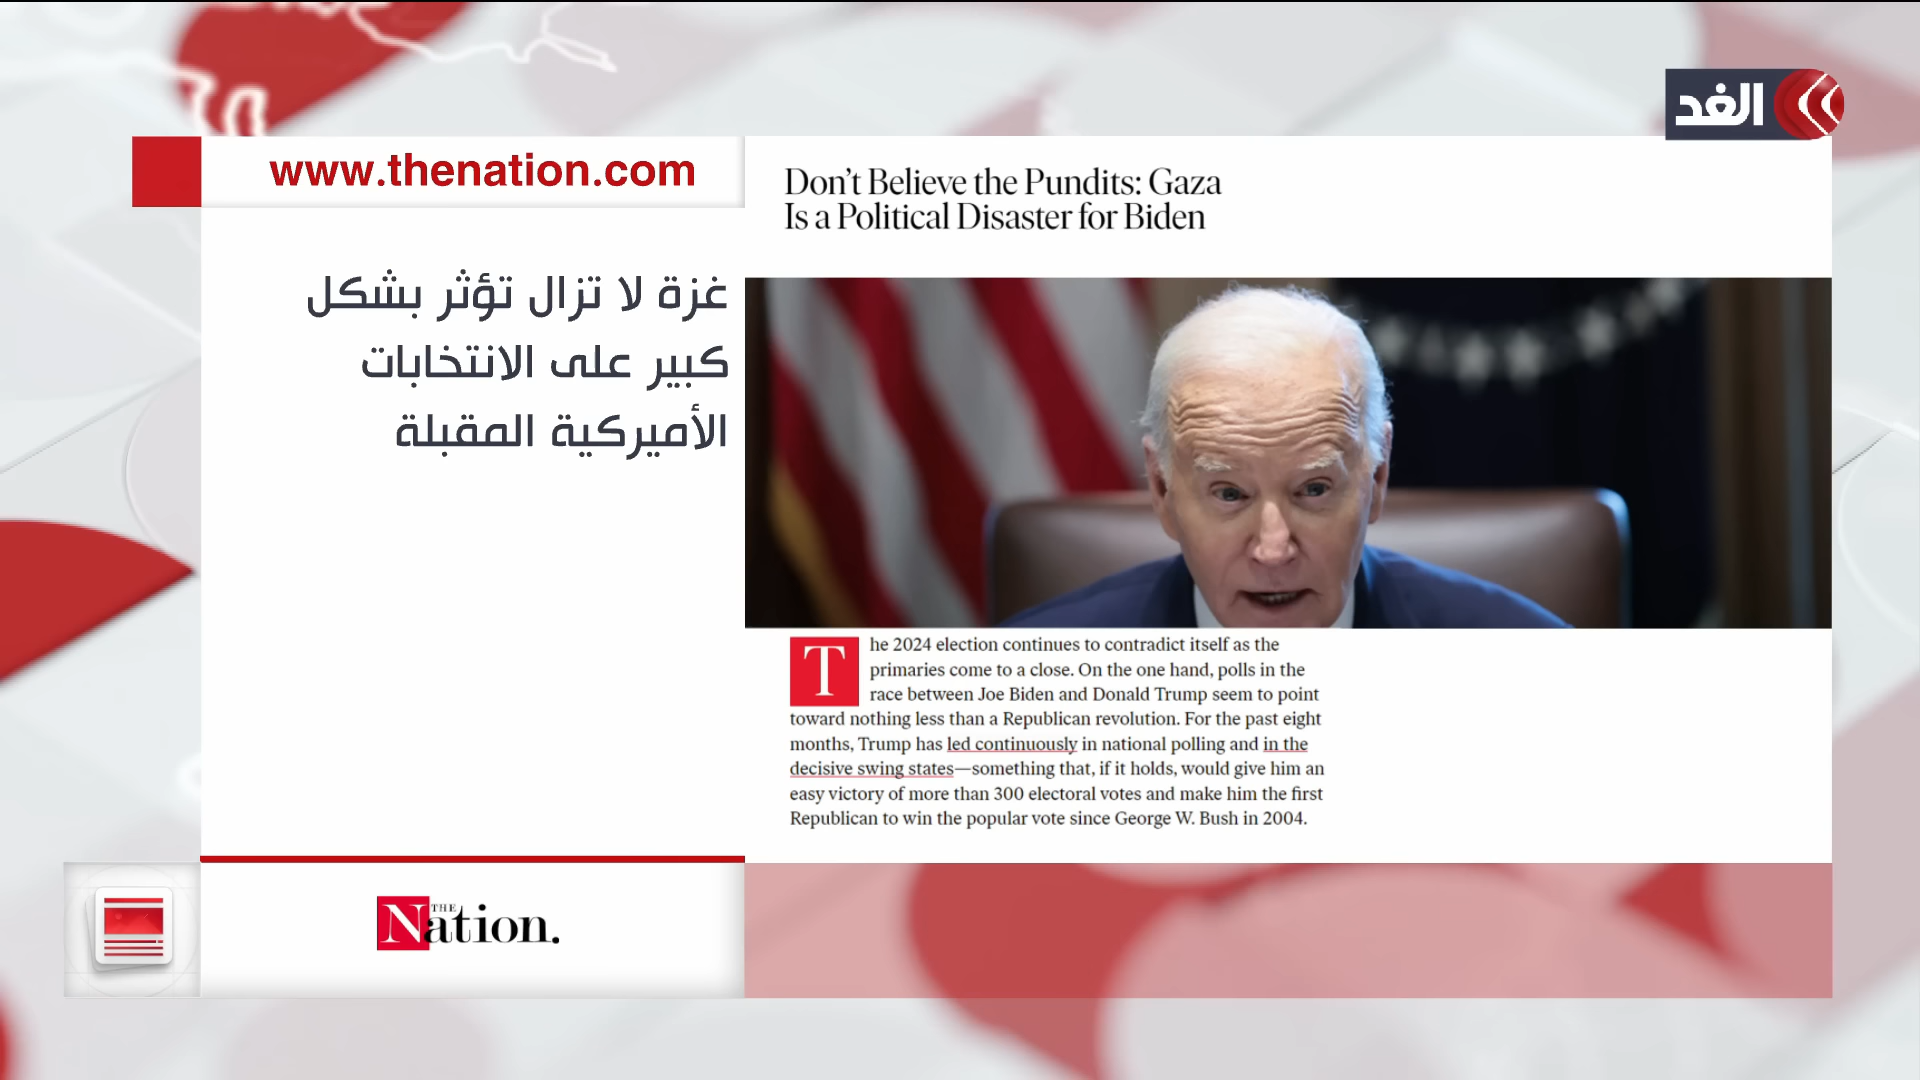 الغد
www.thenation.com
غزة لا تزال تؤثر بشكل
كبير على الانتخابات
الأميركية المقبلة
Don't Believe the Pundits: Gaza
Is a Political Disaster for Biden
The 2024 election continues to contradict itself as the
primaries come to a close. On the one hand, polls in the
race between Joe Biden and Donald Trump seem to point
toward nothing less than a Republican revolution. For the past eight
months, Trump has led continuously in national polling and in the
decisive swing states—something that, if it holds, would give him an
easy victory of more than 300 electoral votes and make him the first
Republican to win the popular vote since George W. Bush in 2004.
THE Nation.